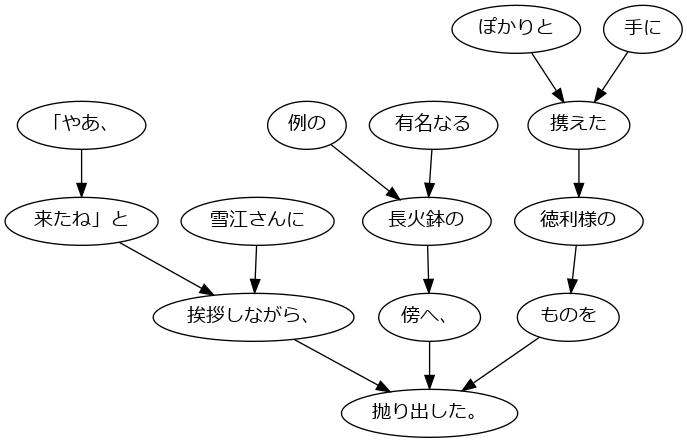 ぽかりと 手に
「やあ、 例の 有名なる 携えた
来たね」と 雪江さんに 長火鉢の 徳利様の
挨拶しながら、 傍へ、 ものを
抛り出した。